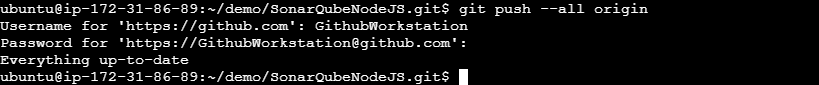 ubuntu@ip-172-31-86-89:~/demo/SonarQubeNodeJS.git$ git push --all origin
Username for 'https://github.com': GithubWorkstation
Password for 'https://GithubWorkstation@github.com':
Everything up-to-date
ubuntu@ip-172-31-86-89:~/demo/SonarQubeNodeJS.git$